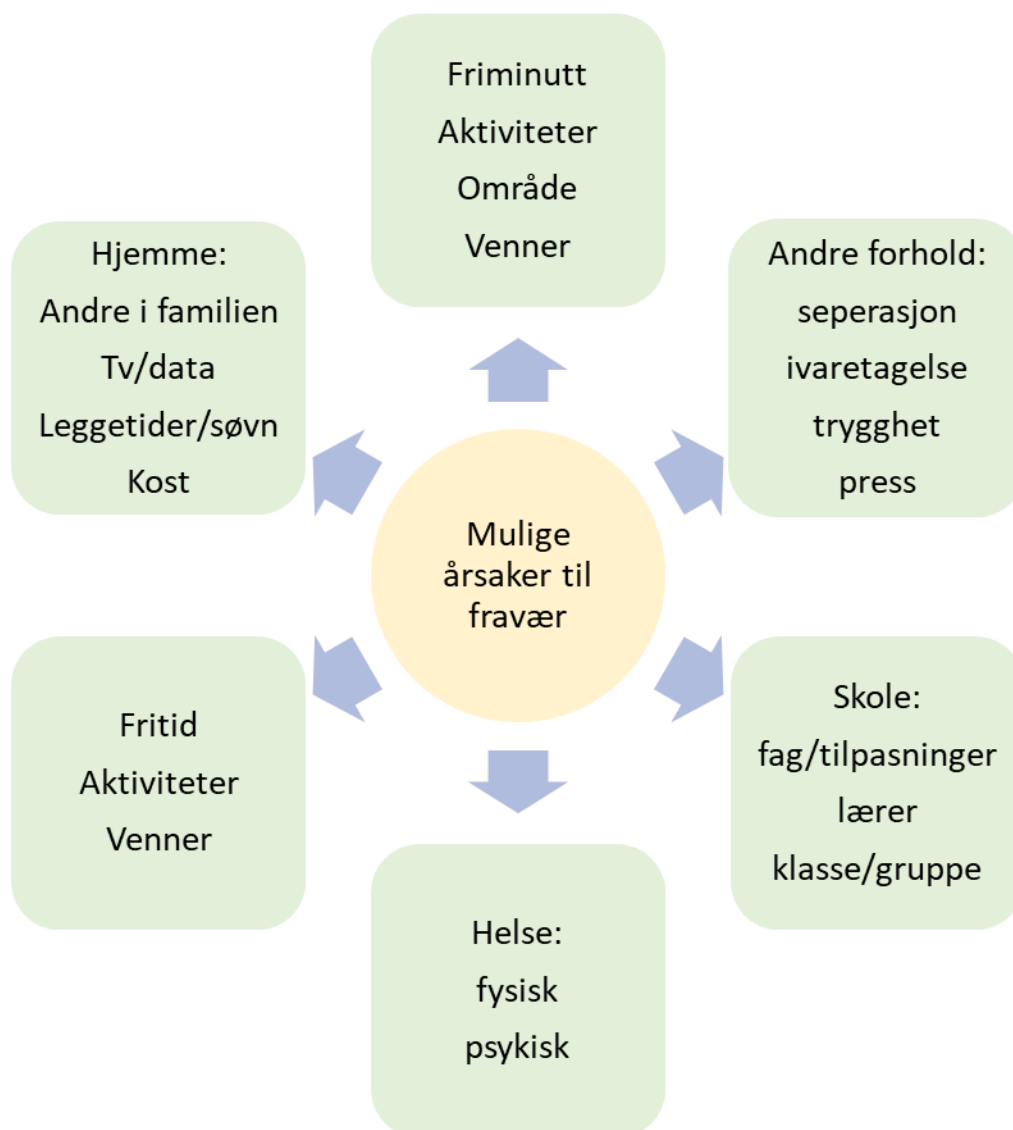 Friminutt
Aktiviteter
Område
Venner
Hjemme:
Andre i familien
Tv/data
Leggetider/søvn
Kost
Andre forhold:
seperasjon
ivaretagelse
trygghet
press
Mulige
årsaker til
fravær
Fritid
Aktiviteter
Venner
Skole:
fag/tilpasninger
lærer
klasse/gruppe
Helse:
fysisk
psykisk